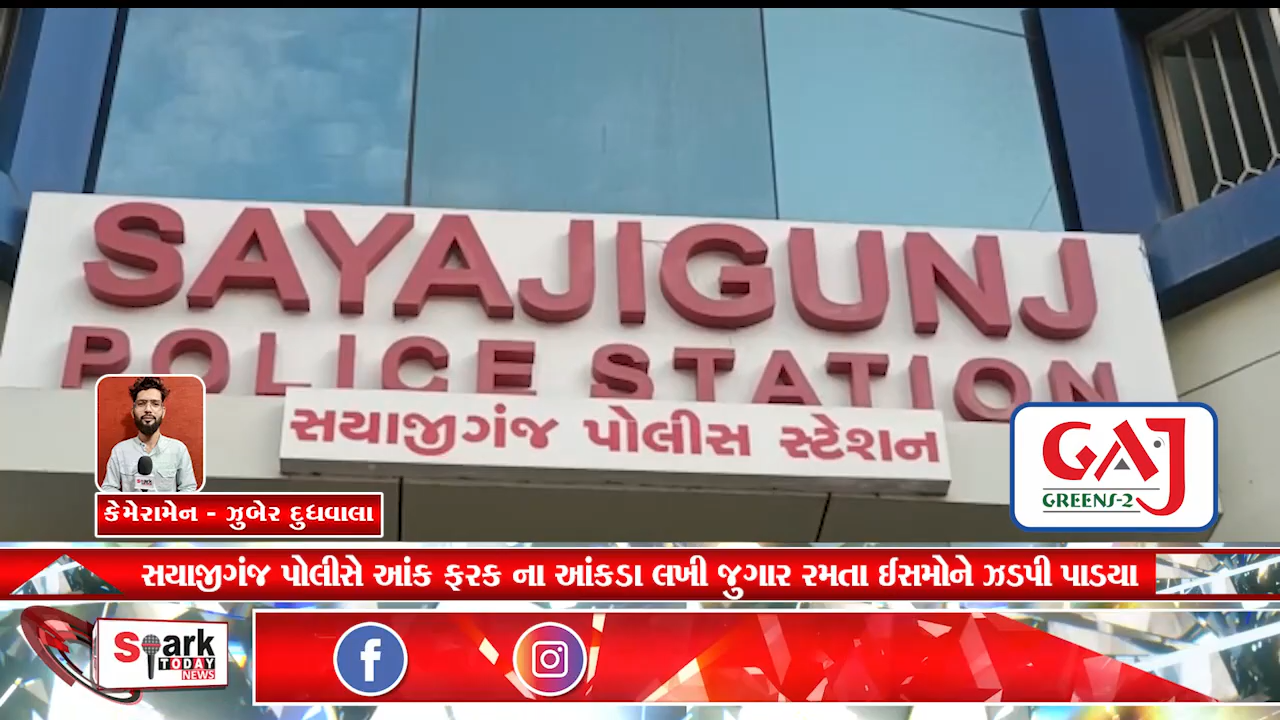 SAYAJIGUNJ
POLICE STATION
સયાજીગંજ પોલીસ સ્ટેશન
SPARK
કેમેરામેન - ઝુબેર દુધવાલા
GAJ
GREENS-2
સયાજીગંજ પોલીસે આંક ફરક ના આંકડા લખી જુગાર રમતા ઈસમોને ઝડપી પાડયા
Spark
TODAY
NEWS
f